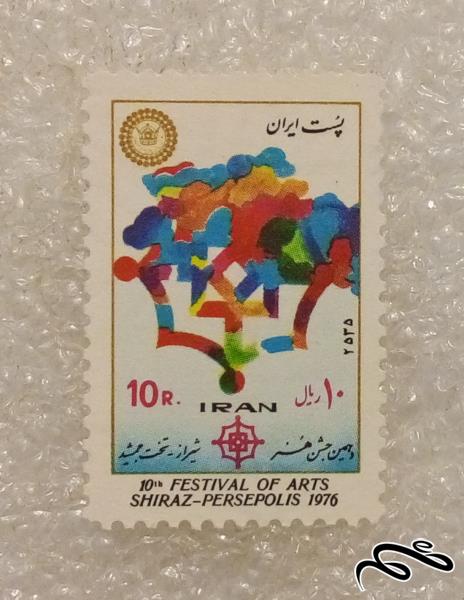 پست ایران
۲۵۳۵
10R. ۱۰ ریال
IRAN
دهمین جشن هنر شیراز - تخت جمشید
10th FESTIVAL OF ARTS
SHIRAZ-PERSEPOLIS 1976